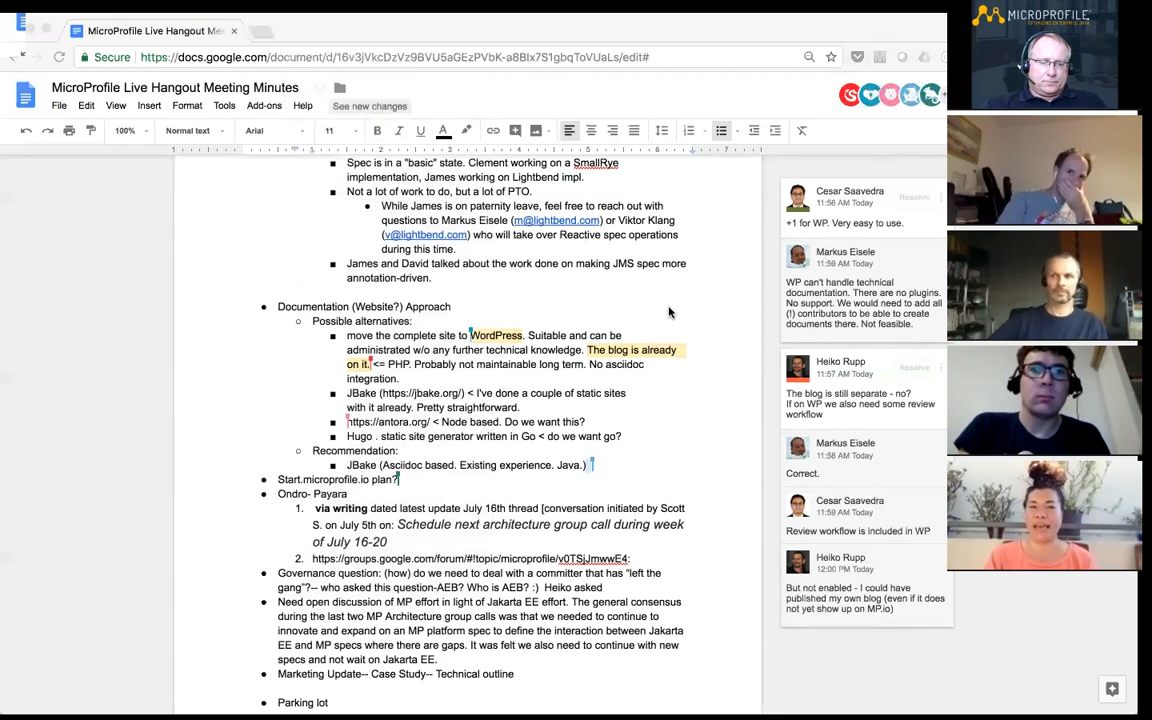 MicroProfile Live Hangout Meet
MICROPROFILE
OPTIMIZING ENTERPRISE JAVA
Secure
https://docs.google.com/document/d/16v3jVkcDzVz9BVU5aGEzPVbK-a8BIx7S1gbqToVUaLs/edit#
MicroProfile Live Hangout Meeting Minutes
File Edit View Insert Format Tools Add-ons Help See new changes
100% Normal text Arial 11
1 1 2 3 4 5 6 7
Spec is in a "basic" state. Clement working on a SmallRye
implementation, James working on Lightbend impl.
Not a lot of work to do, but a lot of PTO.
While James is on paternity leave, feel free to reach out with
questions to Markus Eisele (m@lightbend.com) or Viktor Klang
(v@lightbend.com) who will take over Reactive spec operations
during this time.
James and David talked about the work done on making JMS spec more
annotation-driven.
Documentation (Website?) Approach
Possible alternatives:
move the complete site to WordPress. Suitable and can be
administrated w/o any further technical knowledge. The blog is already
on it. <= PHP. Probably not maintainable long term. No asciidoc
integration.
JBake (https://jbake.org/) < I've done a couple of static sites
with it already. Pretty straightforward.
https://antora.org/ < Node based. Do we want this?
Hugo . static site generator written in Go < do we want go?
Recommendation:
JBake (Asciidoc based. Existing experience. Java.)
Start.microprofile.io plan?
Ondro- Payara
1. via writing dated latest update July 16th thread [conversation initiated by Scott
S. on July 5th on: Schedule next architecture group call during week
of July 16-20
2. https://groups.google.com/forum/#!topic/microprofile/v0TSjJmwwE4:
Governance question: (how) do we need to deal with a committer that has "left the
gang"?-- who asked this question-AEB? Who is AEB? :) Heiko asked
Need open discussion of MP effort in light of Jakarta EE effort. The general consensus
during the last two MP Architecture group calls was that we needed to continue to
innovate and expand on an MP platform spec to define the interaction between Jakarta
EE and MP specs where there are gaps. It was felt we also need to continue with new
specs and not wait on Jakarta EE.
Marketing Update-- Case Study-- Technical outline
Parking lot
Cesar Saavedra
11:56 AM Today
Resolve
+1 for WP. Very easy to use.
Markus Eisele
11:59 AM Today
WP can't handle technical
documentation. There are no plugins.
No support. We would need to add all
(!) contributors to be able to create
documents there. Not feasible.
Heiko Rupp
11:57 AM Today
Resolve
The blog is still separate - no?
If on WP we also need some review
workflow
Markus Eisele
11:58 AM Today
Correct.
Cesar Saavedra
11:59 AM Today
Review workflow is included in WP
Heiko Rupp
12:00 PM Today
But not enabled - I could have
published my own blog (even if it does
not yet show up on MP.io)